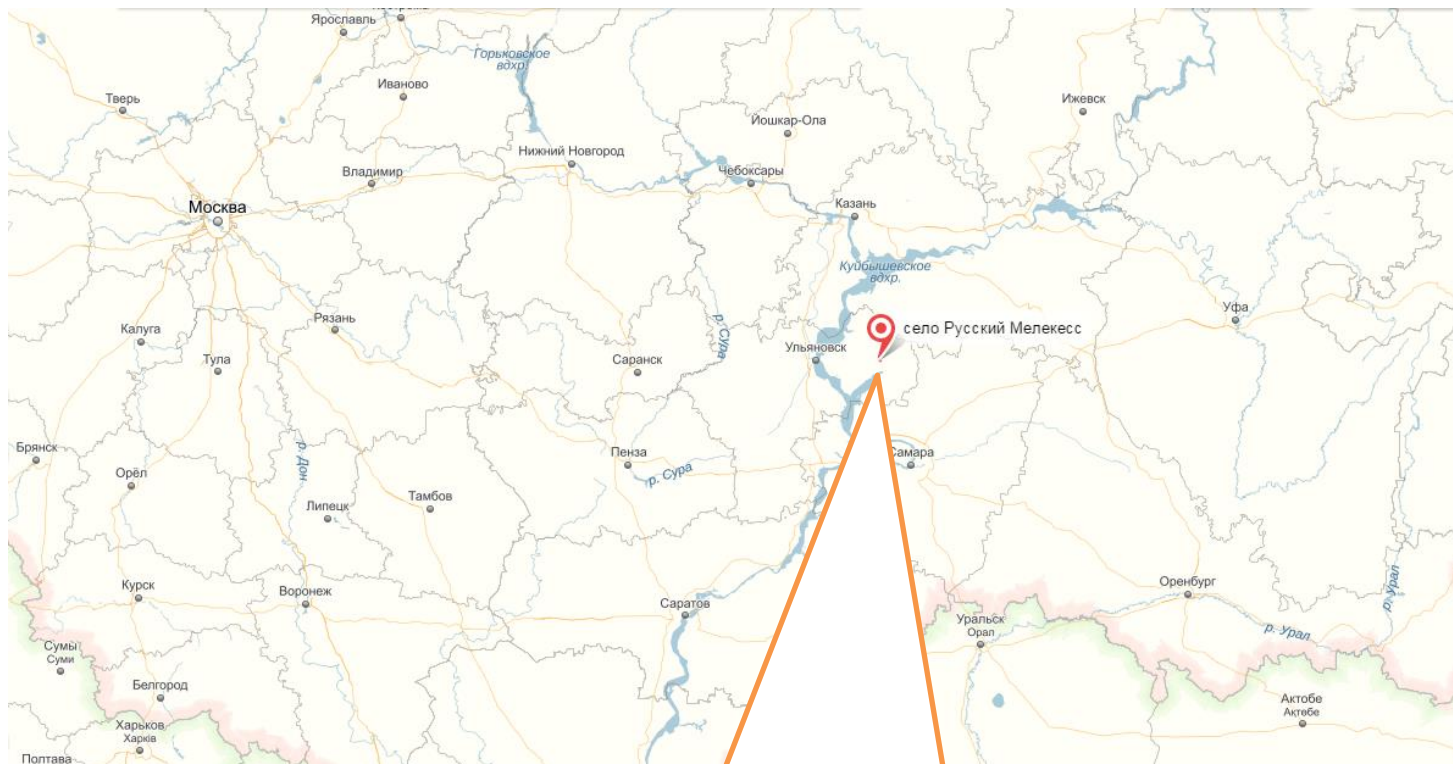 Ярославль
Горьковское
вдхр.
Иваново
Тверь
Ижевск
Йошкар-Ола
Нижний Новгород
Владимир
Чебоксары
Москва
Казань
Куйбышевское
вдхр.
Уфа
Рязань
Калуга
р. Сура
село Русский Мелекесс
Ульяновск
Тула
Саранск
Брянск
Орёл
р. Дон
Пенза
р. Сура
Самара
Липецк
Тамбов
Курск
Воронеж
Саратов
Оренбург
р. Урал
Уральск
Орал
р. Урал
Сумы
Суми
Белгород
Актобе
Ақтөбе
Харьков
Харків
Полтава